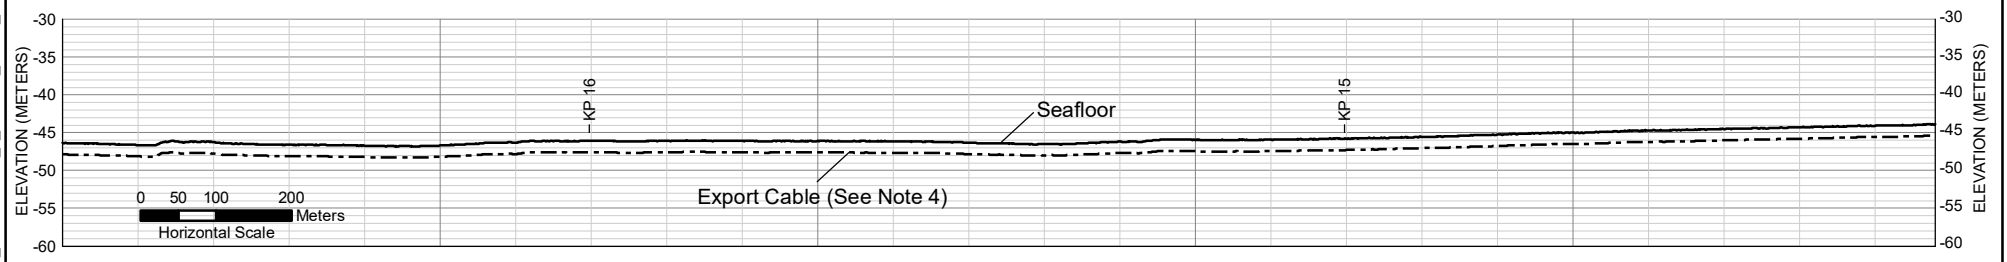 ELEVATION (METERS)
-30
-35
-40
-45
-50
-55
-60
KP 16
KP 15
Seafloor
Export Cable (See Note 4)
0 50 100 200
Meters
Horizontal Scale
-30
-35
-40
-45
-50
-55
-60
ELEVATION (METERS)